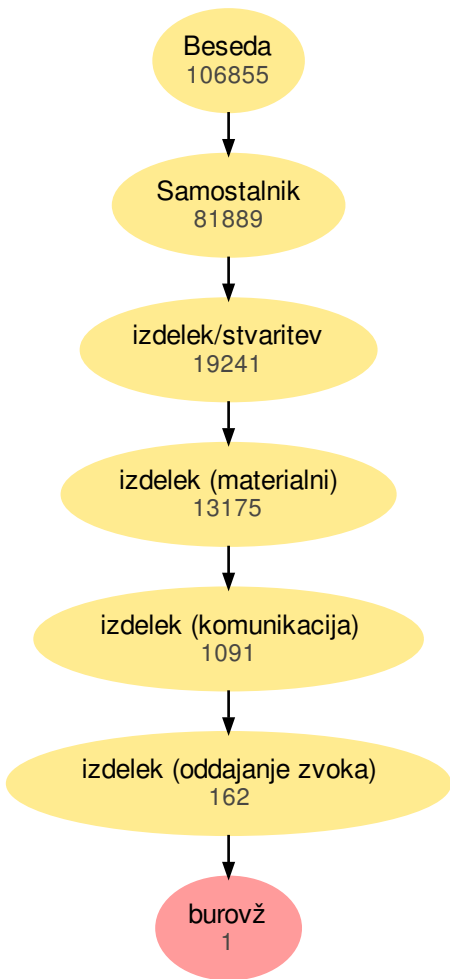 Beseda
106855
Samostalnik
81889
izdelek/stvaritev
19241
izdelek (materialni)
13175
izdelek (komunikacija)
1091
izdelek (oddajanje zvoka)
162
burovž
1